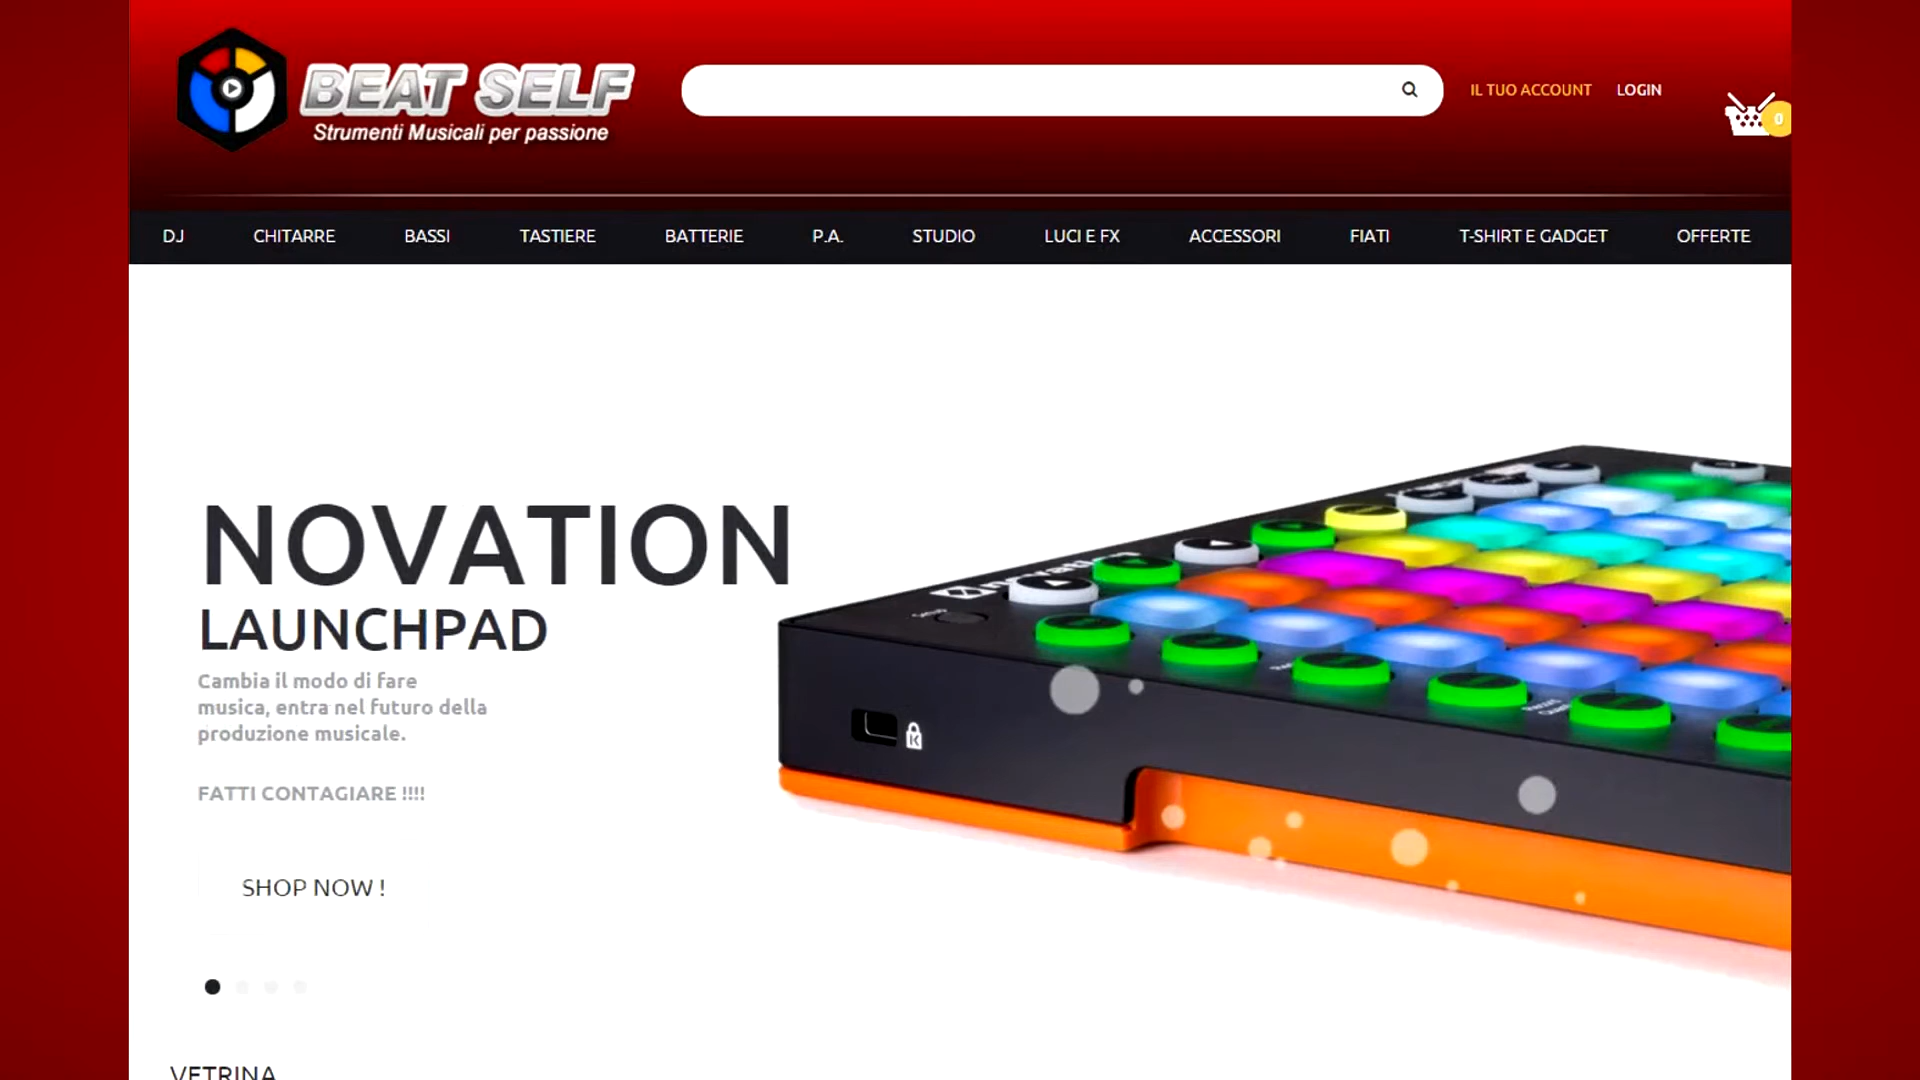 BEAT SELF
Strumenti Musicali per passione
IL TUO ACCOUNT
LOGIN
0
DJ
CHITARRE
BASSI
TASTIERE
BATTERIE
P.A.
STUDIO
LUCI E FX
ACCESSORI
FIATI
T-SHIRT E GADGET
OFFERTE
NOVATION
LAUNCHPAD
Cambia il modo di fare
musica, entra nel futuro della
produzione musicale.
FATTI CONTAGIARE !!!!
SHOP NOW !
novation
Setup
VETRINA